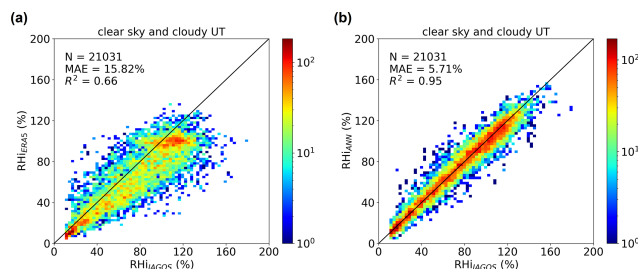 (a)
clear sky and cloudy UT
N = 21031
MAE = 15.82%
R² = 0.66
RHi_ERA5 (%)
200
160
120
80
40
0
0 40 80 120 160 200
RHi_IAGOS (%)
10²
10¹
10⁰
(b)
clear sky and cloudy UT
N = 21031
MAE = 5.71%
R² = 0.95
RHi_ANN (%)
200
160
120
80
40
0
0 40 80 120 160 200
RHi_IAGOS (%)
10²
10¹
10⁰